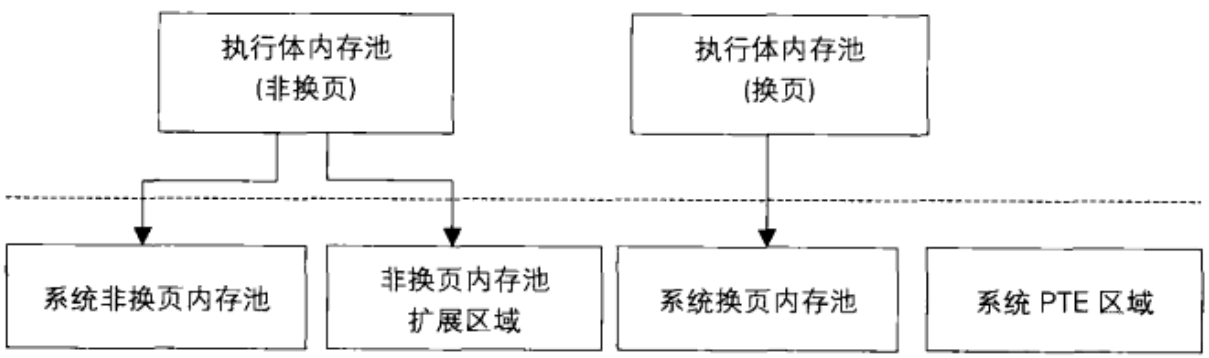 执行体内存池
(非换页)
执行体内存池
(换页)
系统非换页内存池
非换页内存池
扩展区域
系统换页内存池
系统 PTE 区域